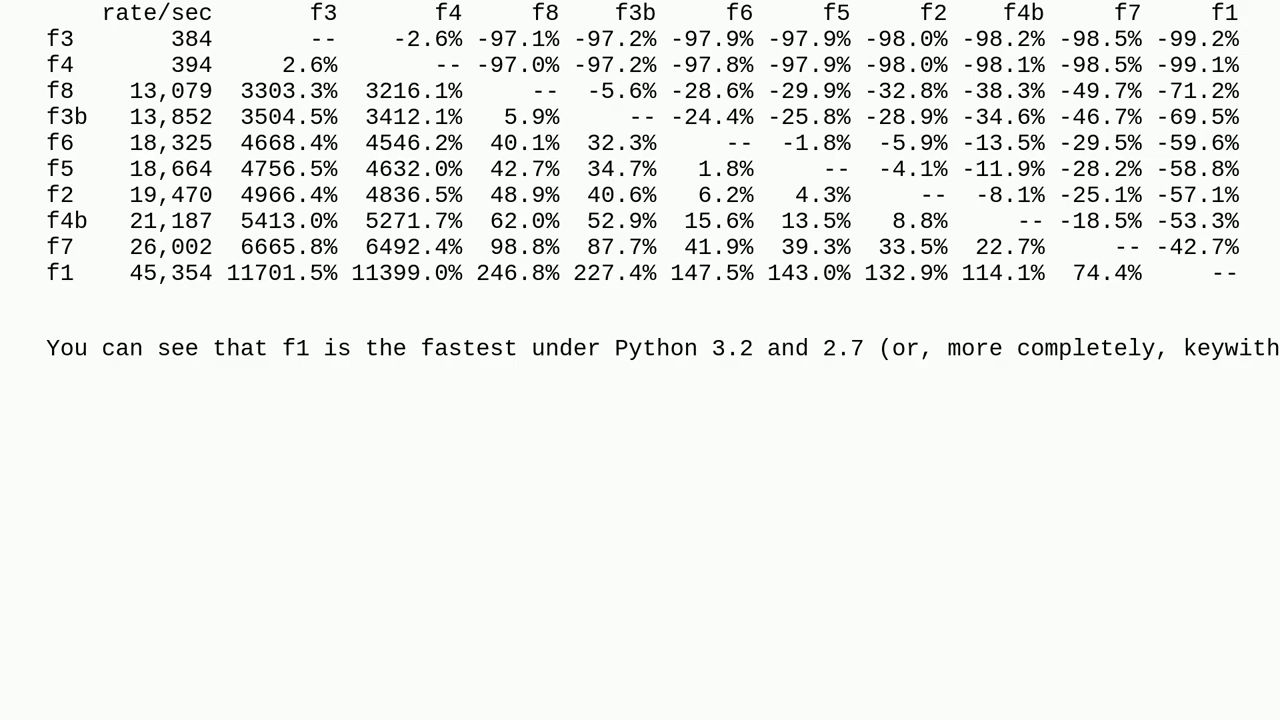 rate/sec f3 f4 f8 f3b f6 f5 f2 f4b f7 f1
f3 384 -- -2.6% -97.1% -97.2% -97.9% -97.9% -98.0% -98.2% -98.5% -99.2%
f4 394 2.6% -- -97.0% -97.2% -97.8% -97.9% -98.0% -98.1% -98.5% -99.1%
f8 13,079 3303.3% 3216.1% -- -5.6% -28.6% -29.9% -32.8% -38.3% -49.7% -71.2%
f3b 13,852 3504.5% 3412.1% 5.9% -- -24.4% -25.8% -28.9% -34.6% -46.7% -69.5%
f6 18,325 4668.4% 4546.2% 40.1% 32.3% -- -1.8% -5.9% -13.5% -29.5% -59.6%
f5 18,664 4756.5% 4632.0% 42.7% 34.7% 1.8% -- -4.1% -11.9% -28.2% -58.8%
f2 19,470 4966.4% 4836.5% 48.9% 40.6% 6.2% 4.3% -- -8.1% -25.1% -57.1%
f4b 21,187 5413.0% 5271.7% 62.0% 52.9% 15.6% 13.5% 8.8% -- -18.5% -53.3%
f7 26,002 6665.8% 6492.4% 98.8% 87.7% 41.9% 39.3% 33.5% 22.7% -- -42.7%
f1 45,354 11701.5% 11399.0% 246.8% 227.4% 147.5% 143.0% 132.9% 114.1% 74.4% --
You can see that f1 is the fastest under Python 3.2 and 2.7 (or, more completely, keywith